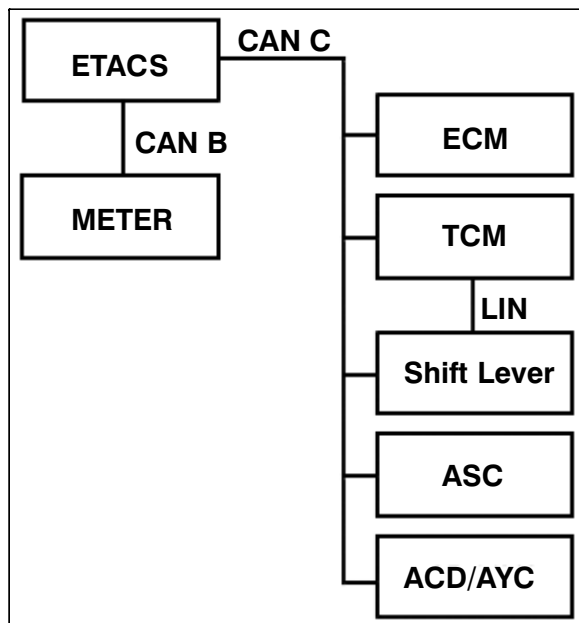 ETACS
CAN C
CAN B
METER
ECM
TCM
LIN
Shift Lever
ASC
ACD/AYC